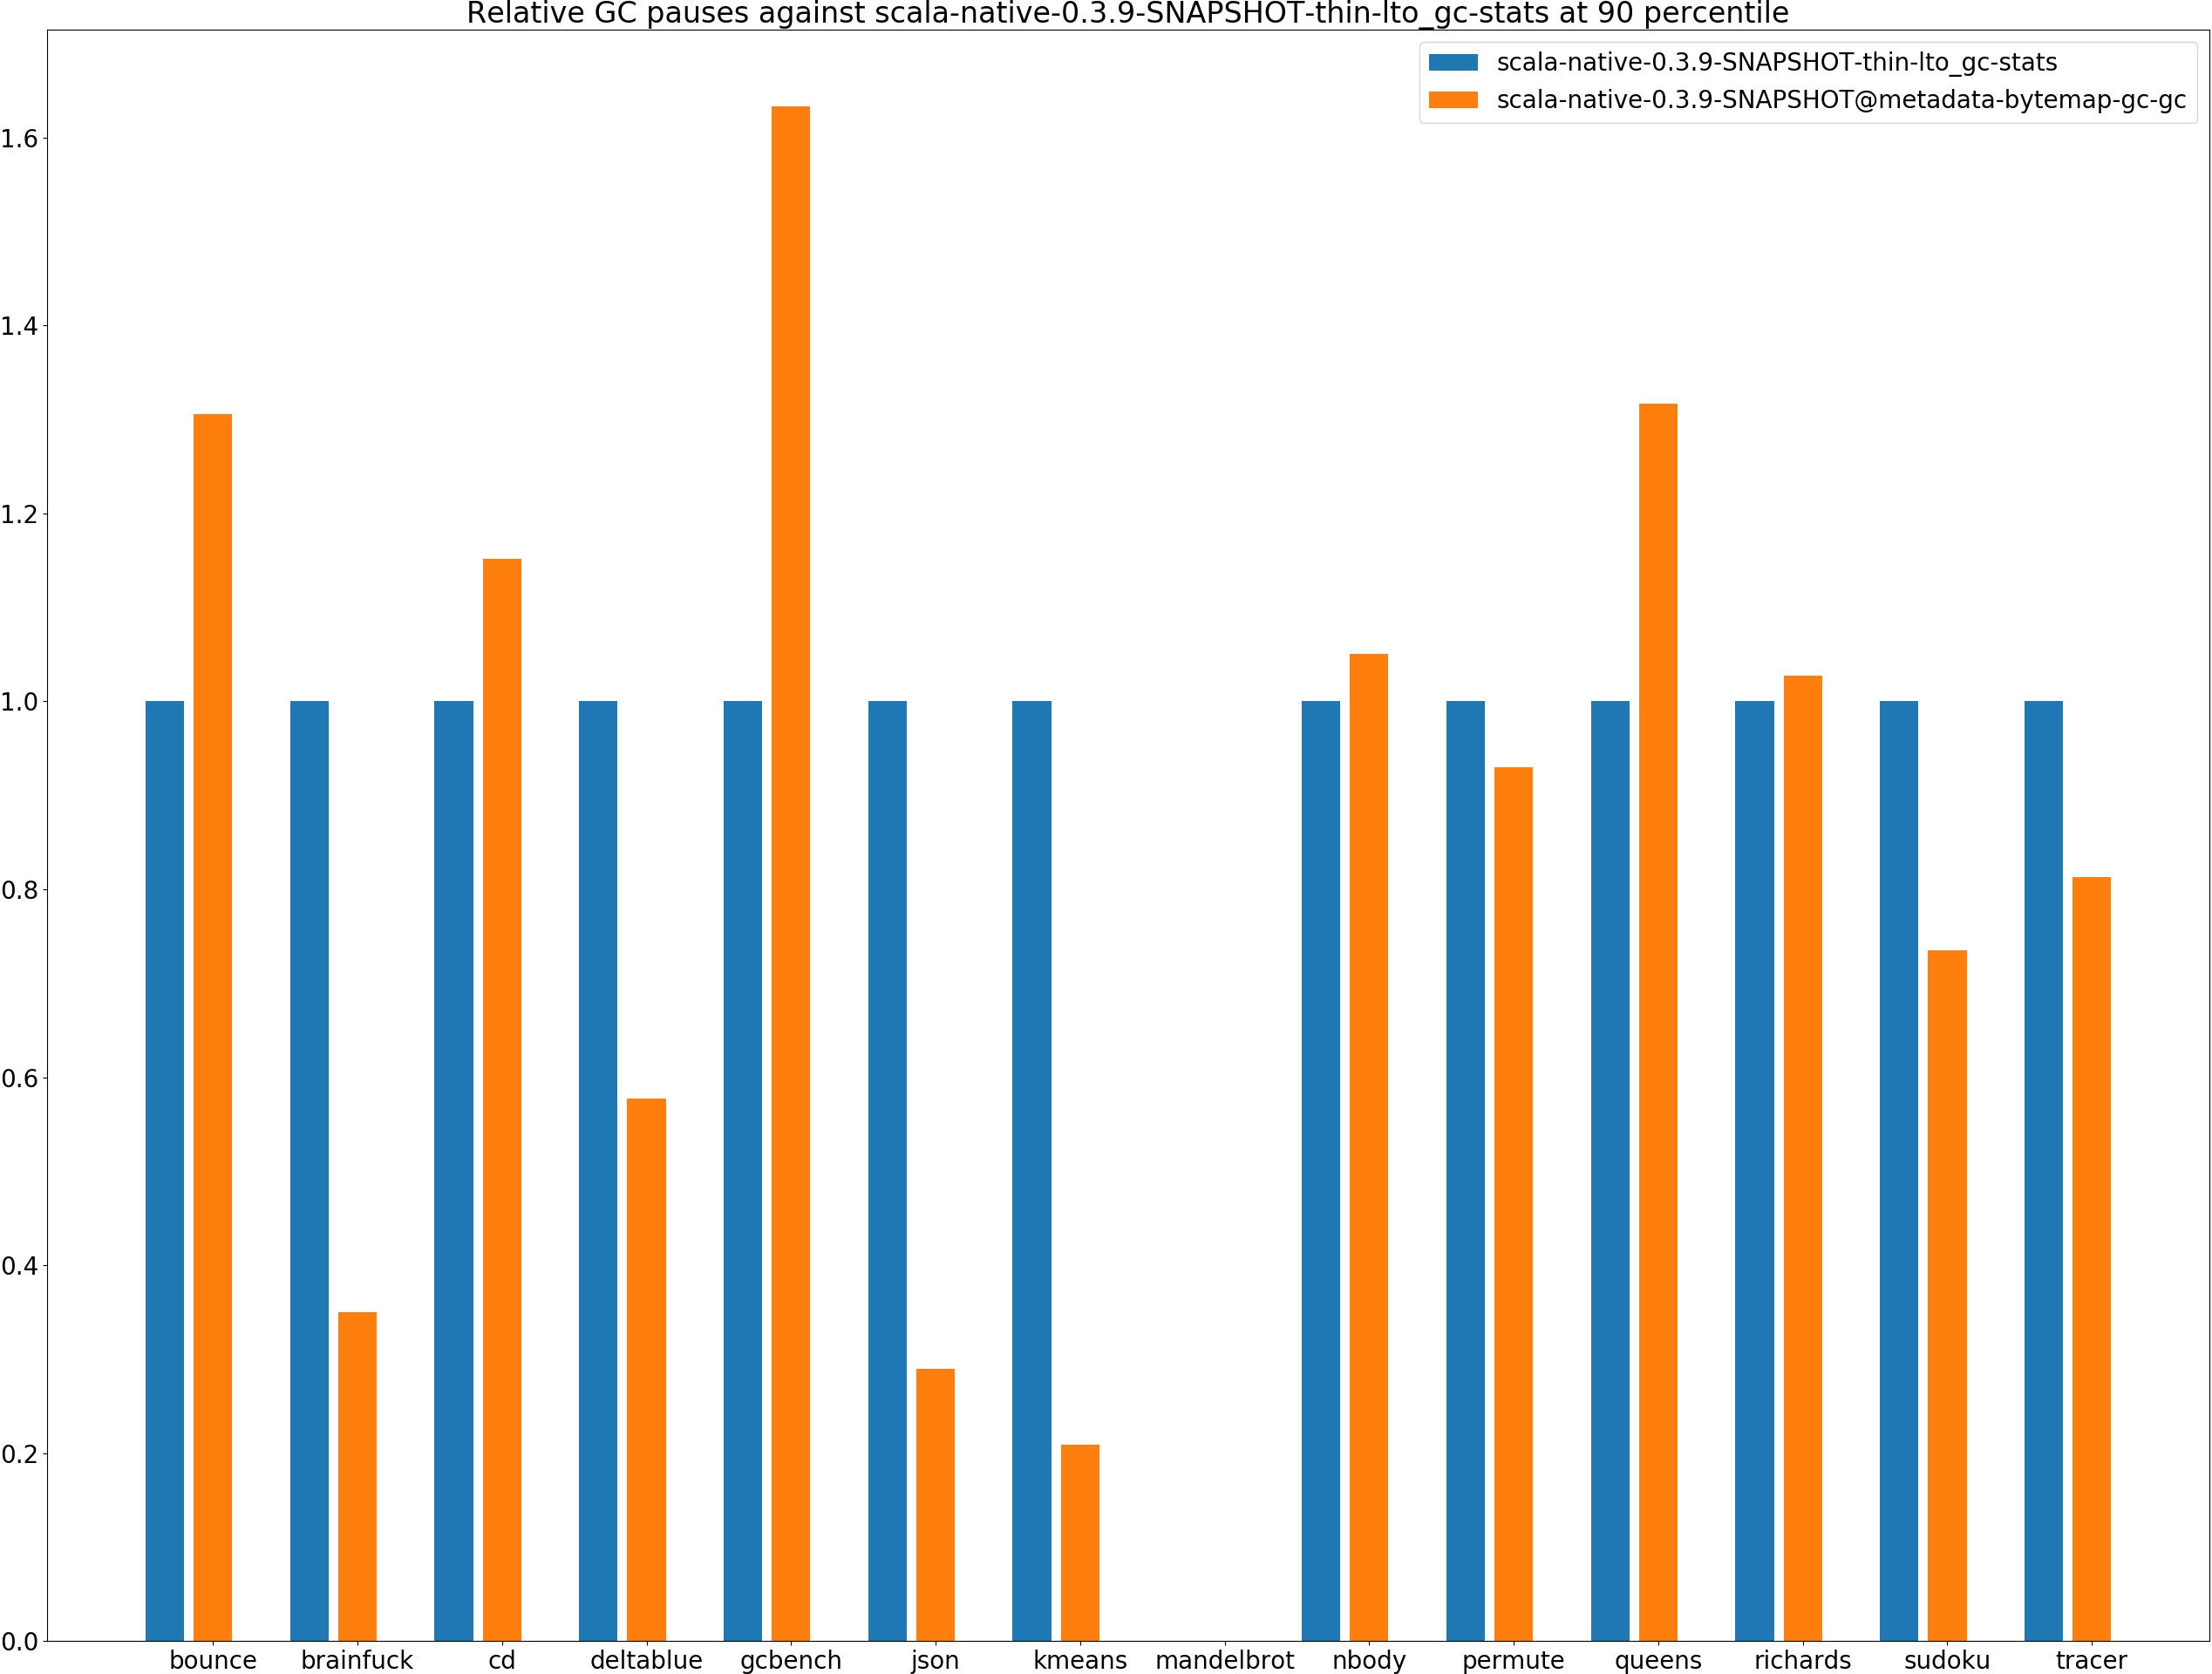 Relative GC pauses against scala-native-0.3.9-SNAPSHOT-thin-lto_gc-stats at 90 percentile
scala-native-0.3.9-SNAPSHOT-thin-lto_gc-stats
scala-native-0.3.9-SNAPSHOT@metadata-bytemap-gc-gc
1.6
1.4
1.2
1.0
0.8
0.6
0.4
0.2
0.0
bounce brainfuck cd deltablue gcbench json kmeans mandelbrot nbody permute queens richards sudoku tracer